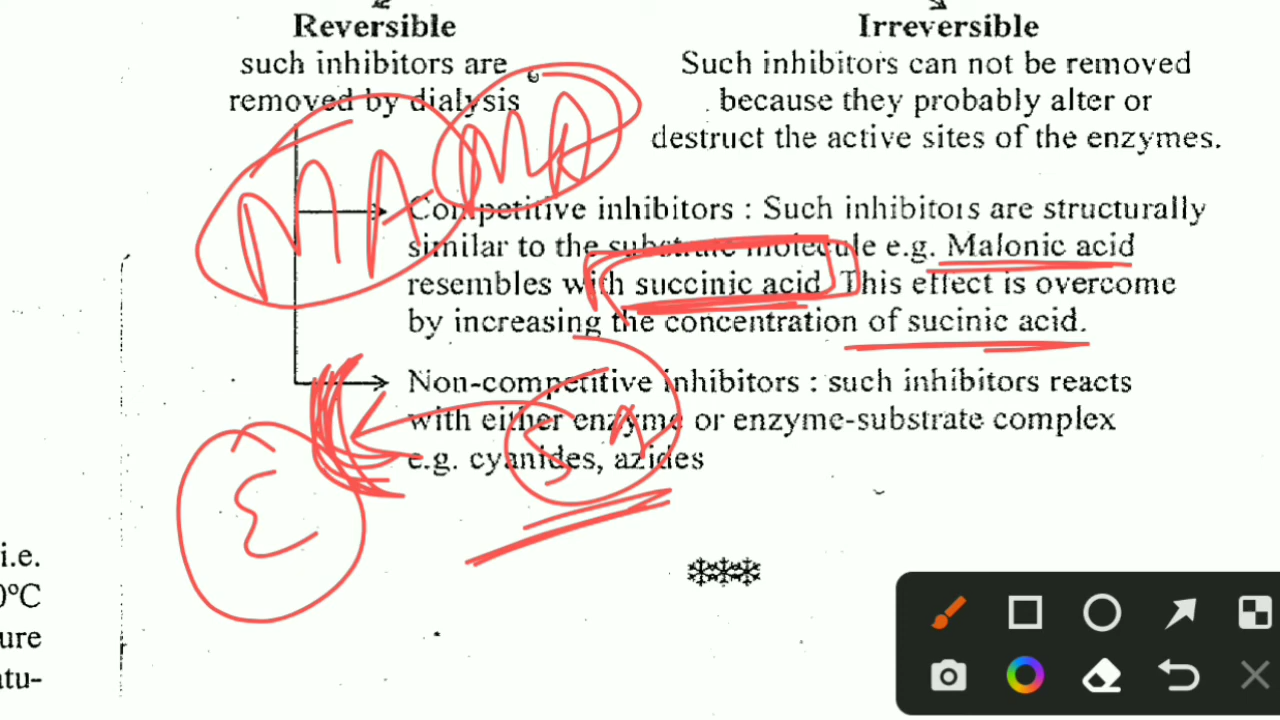 Reversible
such inhibitors are
removed by dialysis
Irreversible
Such inhibitors can not be removed
because they probably alter or
destruct the active sites of the enzymes.
MA
MA
Competitive inhibitors : Such inhibitors are structurally
similar to the substrate molecule e.g. Malonic acid
resembles with succinic acid. This effect is overcome
by increasing the concentration of sucinic acid.
Non-competitive inhibitors : such inhibitors reacts
with either enzyme or enzyme-substrate complex
e.g. cyanides, azides
S A
E
i.e.
0ºC
ure
atu-